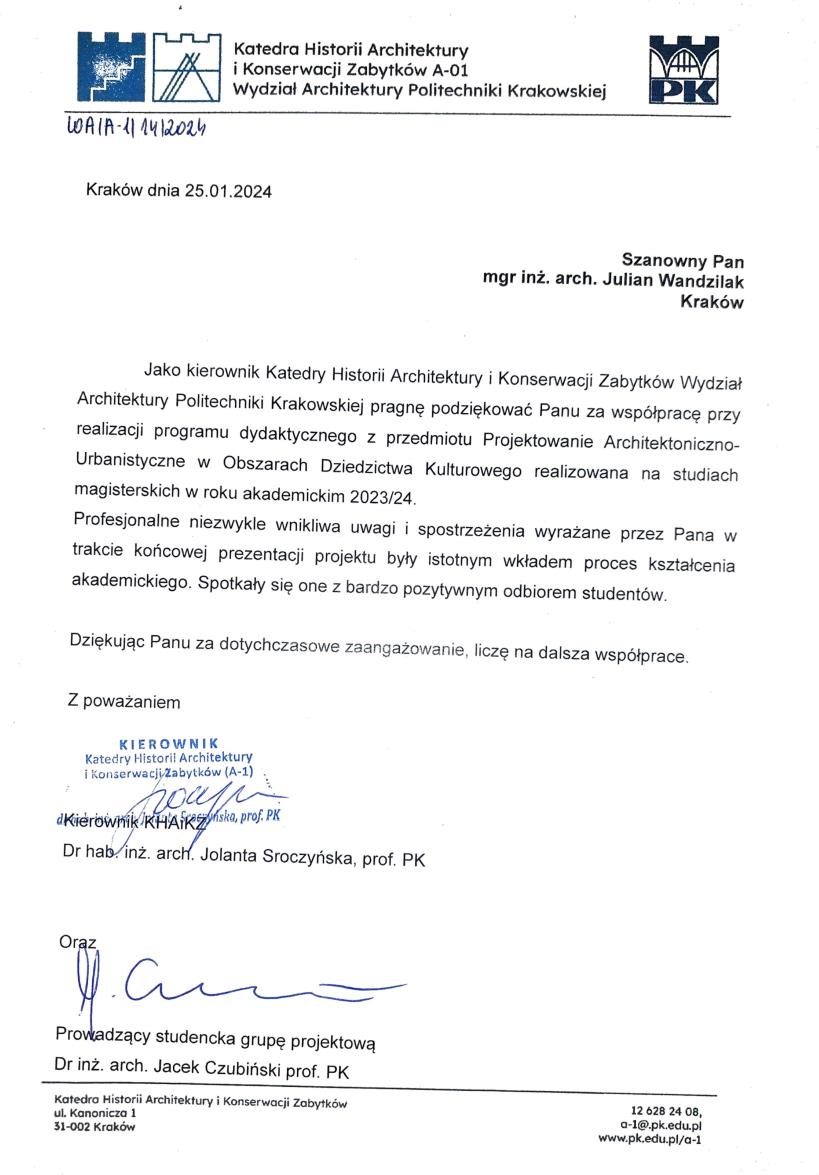 Katedra Historii Architektury
i Konserwacji Zabytków A-01
Wydział Architektury Politechniki Krakowskiej
PK
WA/A-1/14/2024
Kraków dnia 25.01.2024
Szanowny Pan
mgr inż. arch. Julian Wandzilak
Kraków
Jako kierownik Katedry Historii Architektury i Konserwacji Zabytków Wydział
Architektury Politechniki Krakowskiej pragnę podziękować Panu za współpracę przy
realizacji programu dydaktycznego z przedmiotu Projektowanie Architektoniczno-
Urbanistyczne w Obszarach Dziedzictwa Kulturowego realizowana na studiach
magisterskich w roku akademickim 2023/24.
Profesjonalne niezwykle wnikliwa uwagi i spostrzeżenia wyrażane przez Pana w
trakcie końcowej prezentacji projektu były istotnym wkładem proces kształcenia
akademickiego. Spotkały się one z bardzo pozytywnym odbiorem studentów.
Dziękując Panu za dotychczasowe zaangażowanie, liczę na dalsza współprace.
Z poważaniem
KIEROWNIK
Katedry Historii Architektury
i Konserwacji Zabytków (A-1)
Sroczyńska, prof. PK
Kierownik KHAiKZ
Dr hab. inż. arch. Jolanta Sroczyńska, prof. PK
Oraz
Prowadzący studencka grupę projektową
Dr inż. arch. Jacek Czubiński prof. PK
Katedra Historii Architektury i Konserwacji Zabytków
ul. Kanonicza 1
31-002 Kraków
12 628 24 08,
a-1@.pk.edu.pl
www.pk.edu.pl/a-1